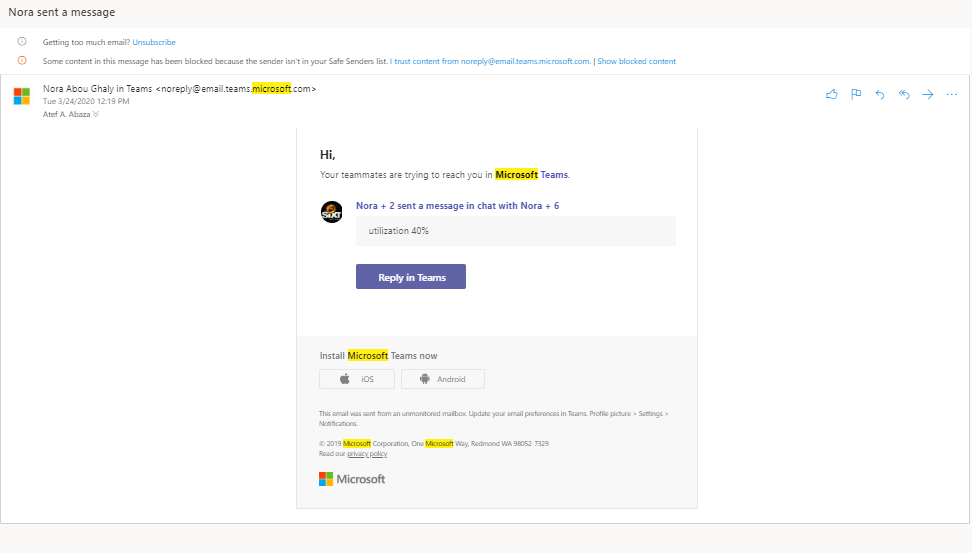 Nora sent a message
Getting too much email? Unsubscribe
Some content in this message has been blocked because the sender isn't in your Safe Senders list. I trust content from noreply@email.teams.microsoft.com. | Show blocked content
Nora Abou Ghaly in Teams <noreply@email.teams.microsoft.com>
Tue 3/24/2020 12:19 PM
Atef A. Abaza
Hi,
Your teammates are trying to reach you in Microsoft Teams.
SiXT
Nora + 2 sent a message in chat with Nora + 6
utilization 40%
Reply in Teams
Install Microsoft Teams now
iOS Android
This email was sent from an unmonitored mailbox. Update your email preferences in Teams. Profile picture > Settings >
Notifications.
© 2019 Microsoft Corporation, One Microsoft Way, Redmond WA 98052-7329
Read our privacy policy
Microsoft